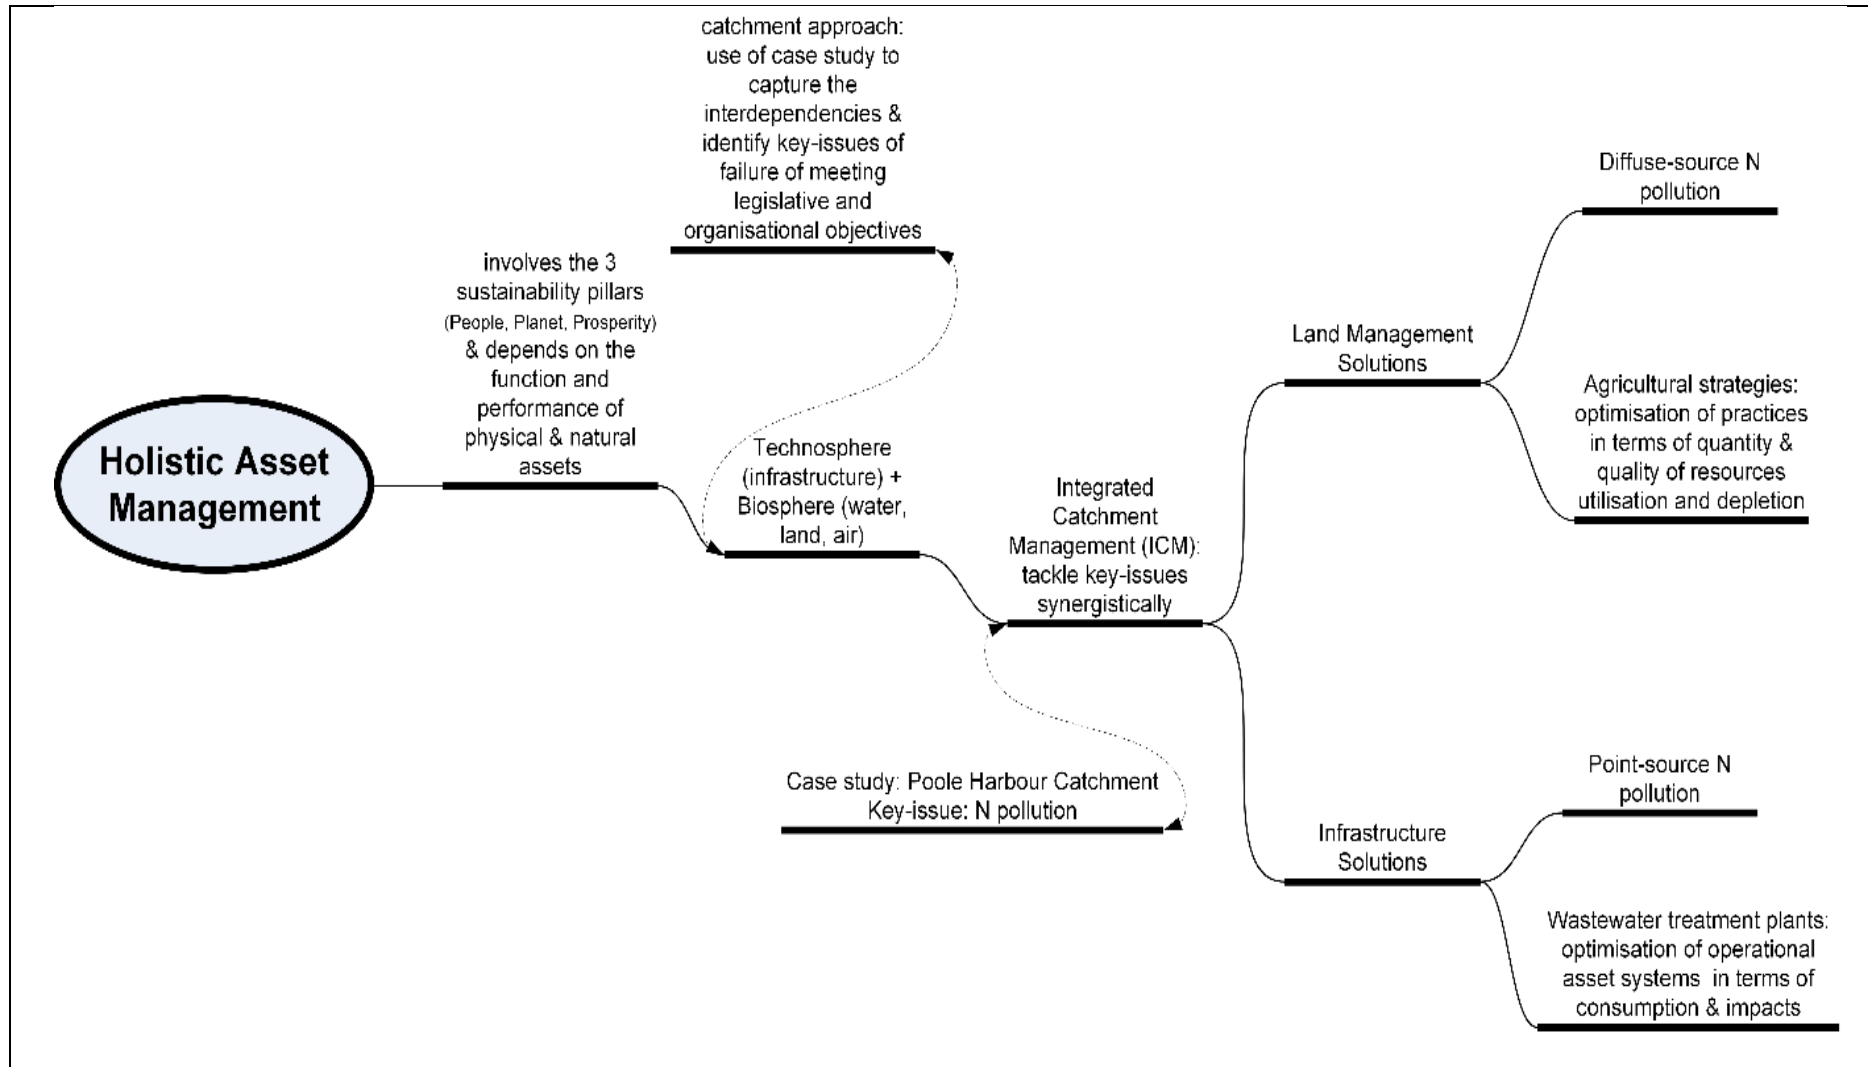 catchment approach:
use of case study to
capture the
interdependencies &
identify key-issues of
failure of meeting
legislative and
organisational objectives
involves the 3
sustainability pillars
(People, Planet, Prosperity)
& depends on the
function and
performance of
physical & natural
assets
Holistic Asset
Management
Technosphere
(infrastructure) +
Biosphere (water,
land, air)
Integrated
Catchment
Management (ICM):
tackle key-issues
synergistically
Case study: Poole Harbour Catchment
Key-issue: N pollution
Land Management
Solutions
Diffuse-source N
pollution
Agricultural strategies:
optimisation of practices
in terms of quantity &
quality of resources
utilisation and depletion
Infrastructure
Solutions
Point-source N
pollution
Wastewater treatment plants:
optimisation of operational
asset systems in terms of
consumption & impacts